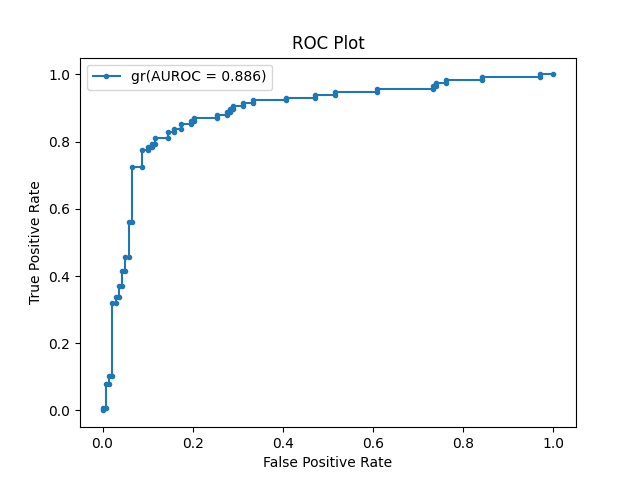 ROC Plot
gr(AUROC = 0.886)
1.0
0.8
0.6
0.4
0.2
0.0
True Positive Rate
0.0 0.2 0.4 0.6 0.8 1.0
False Positive Rate